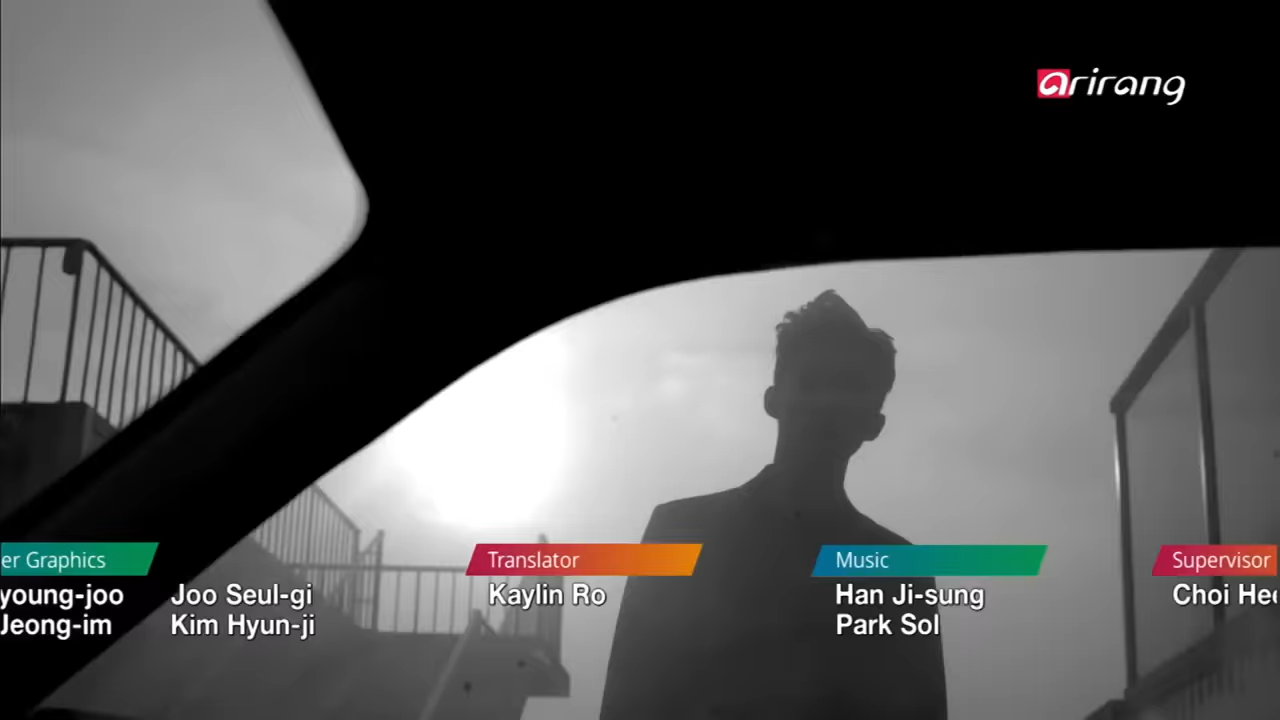 arirang
er Graphics
young-joo Joo Seul-gi
Jeong-im Kim Hyun-ji
Translator
Kaylin Ro
Music
Han Ji-sung
Park Sol
Supervisor
Choi Hee